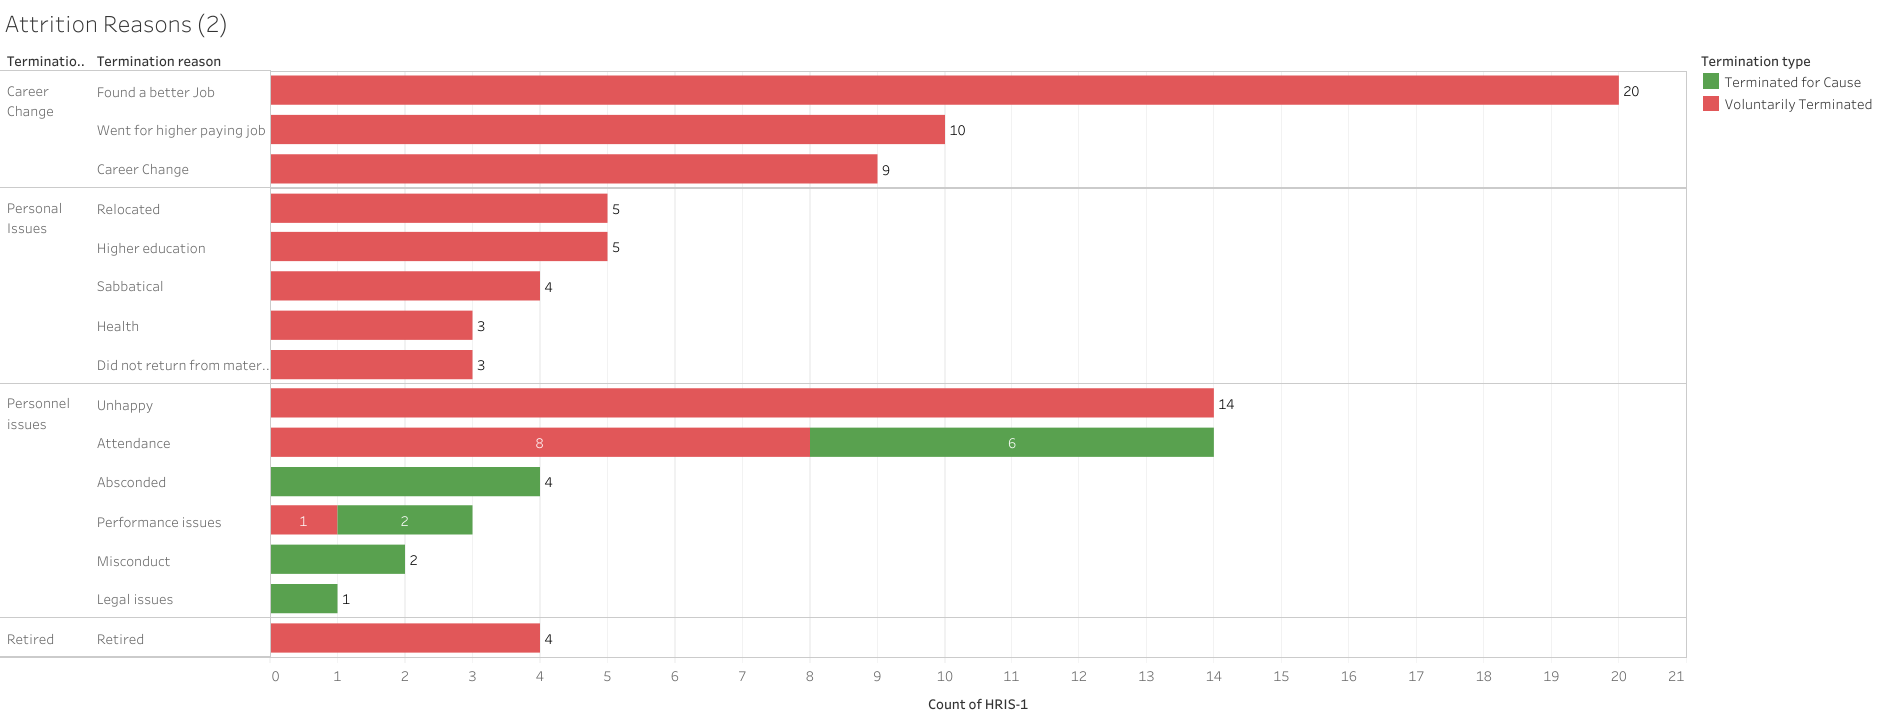 Attrition Reasons (2)
Terminatio.. Termination reason
Career Change
Found a better Job 20
Went for higher paying job 10
Career Change 9
Personal Issues
Relocated 5
Higher education 5
Sabbatical 4
Health 3
Did not return from mater.. 3
Personnel issues
Unhappy 14
Attendance 8 6
Absconded 4
Performance issues 1 2
Misconduct 2
Legal issues 1
Retired Retired 4
0 1 2 3 4 5 6 7 8 9 10 11 12 13 14 15 16 17 18 19 20 21
Count of HRIS-1
Termination type
Terminated for Cause
Voluntarily Terminated